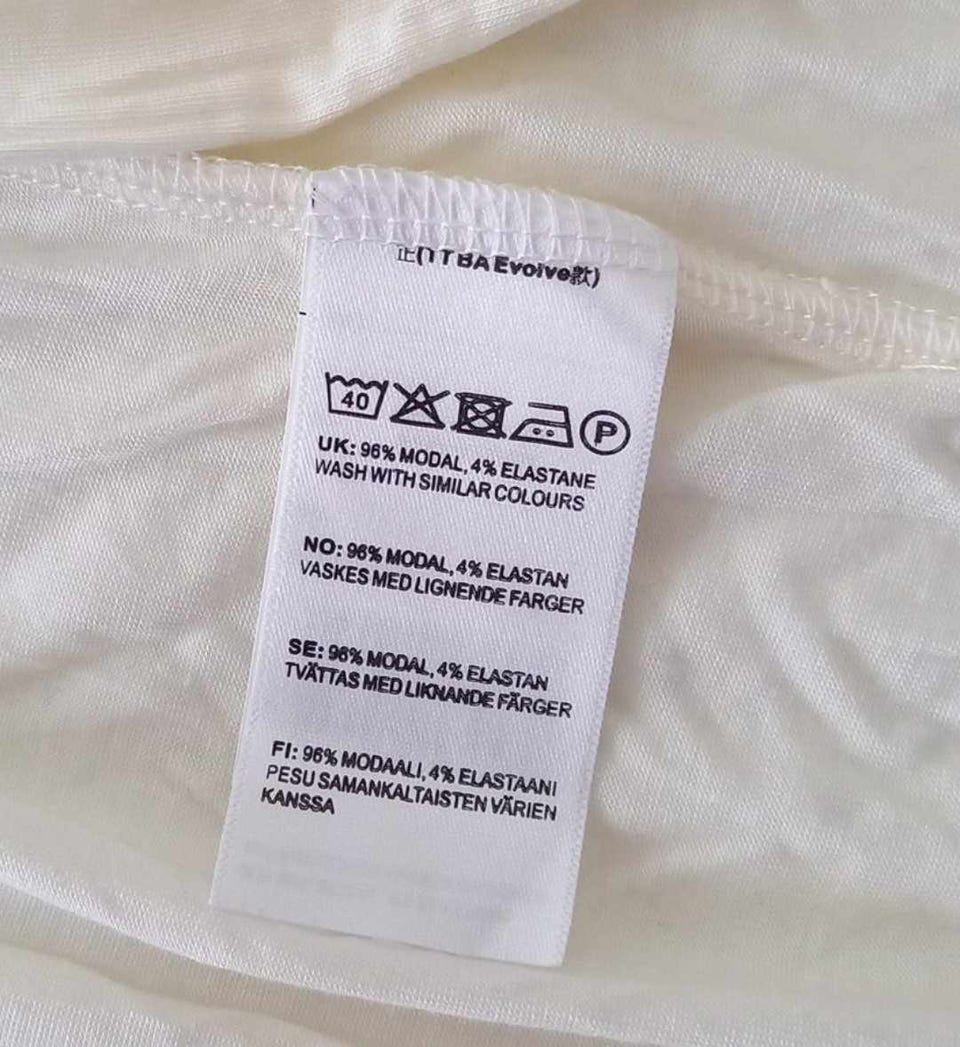 正(1TBA Evolve款)
40
P
UK: 96% MODAL, 4% ELASTANE
WASH WITH SIMILAR COLOURS
NO: 96% MODAL, 4% ELASTAN
VASKES MED LIGNENDE FARGER
SE: 96% MODAL, 4% ELASTAN
TVÄTTAS MED LIKNANDE FÄRGER
FI: 96% MODAALI, 4% ELASTAANI
PESU SAMANKALTAISTEN VÄRIEN
KANSSA